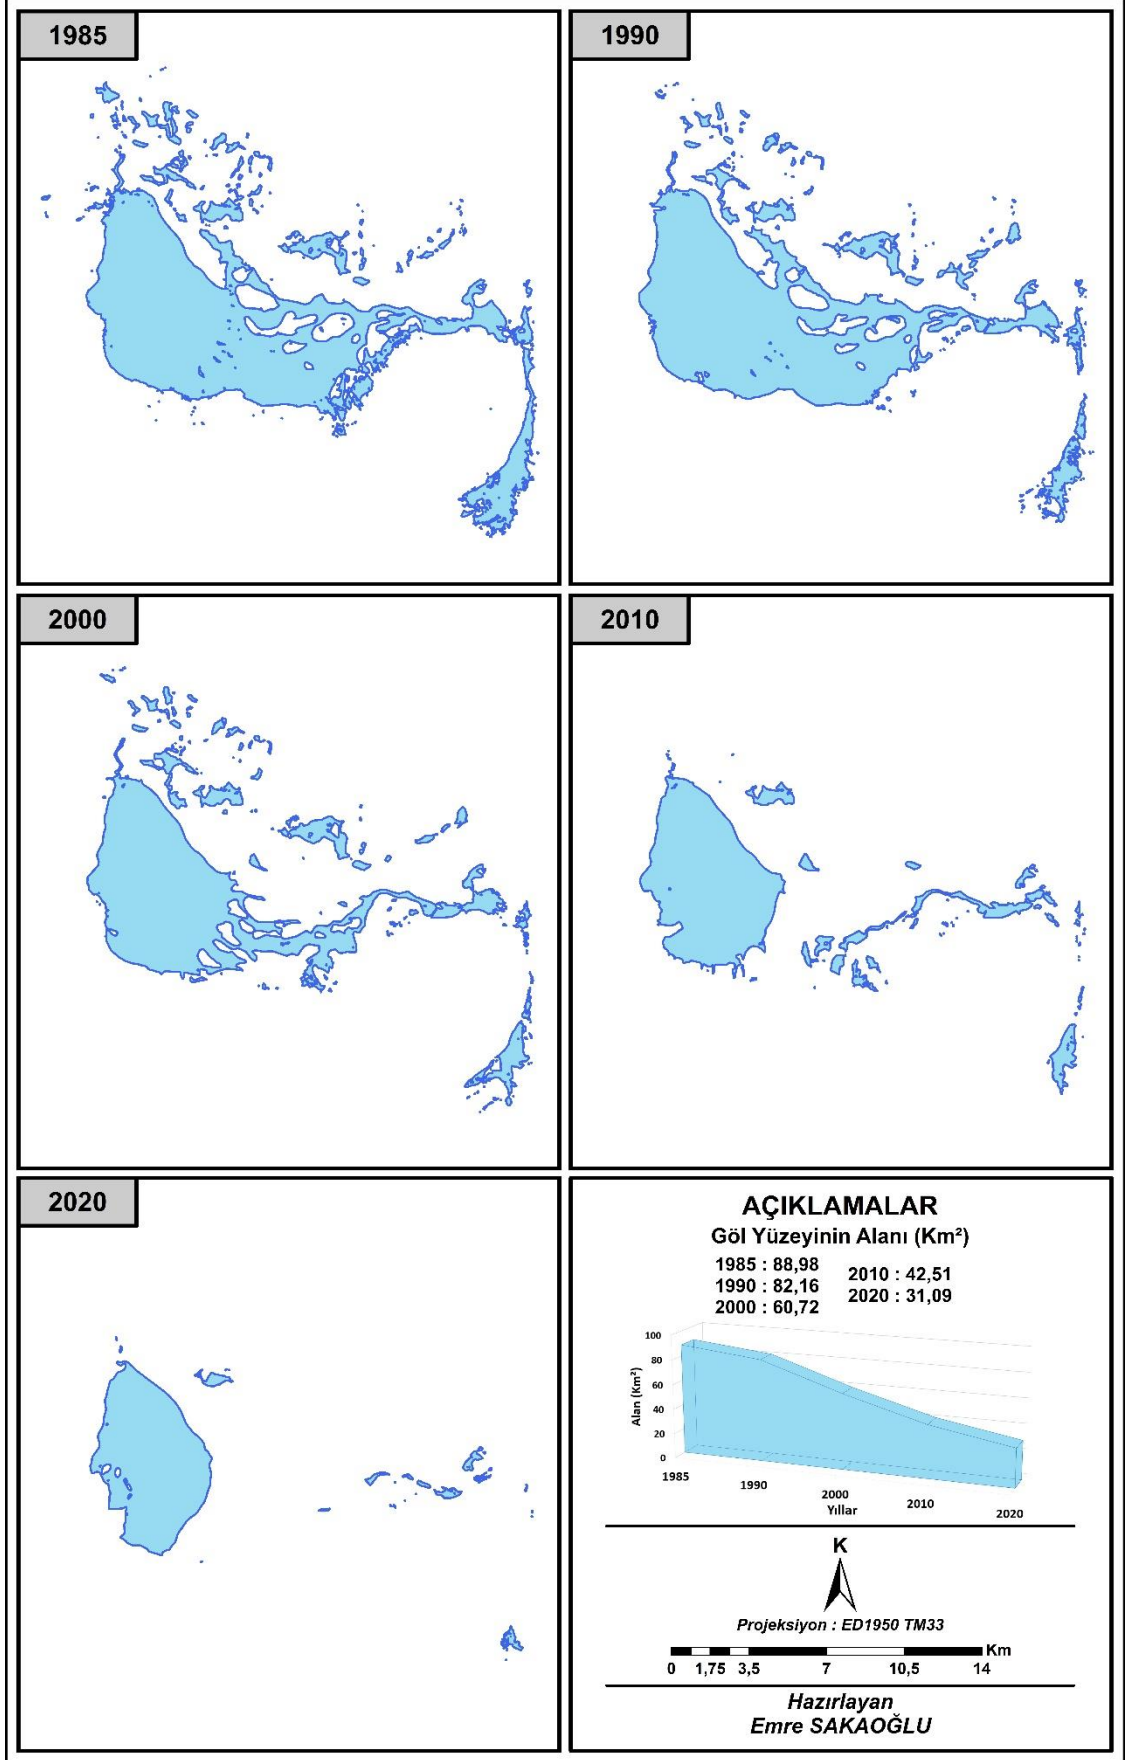 1985
1990
2000
2010
2020
AÇIKLAMALAR
Göl Yüzeyinin Alanı (Km²)
1985 : 88,98
1990 : 82,16
2000 : 60,72
2010 : 42,51
2020 : 31,09
100
80
60
40
20
0
Alan (Km²)
1985
1990
2000
2010
2020
Yıllar
K
Projeksiyon : ED1950 TM33
Km
0 1,75 3,5 7 10,5 14
Hazırlayan
Emre SAKAOĞLU